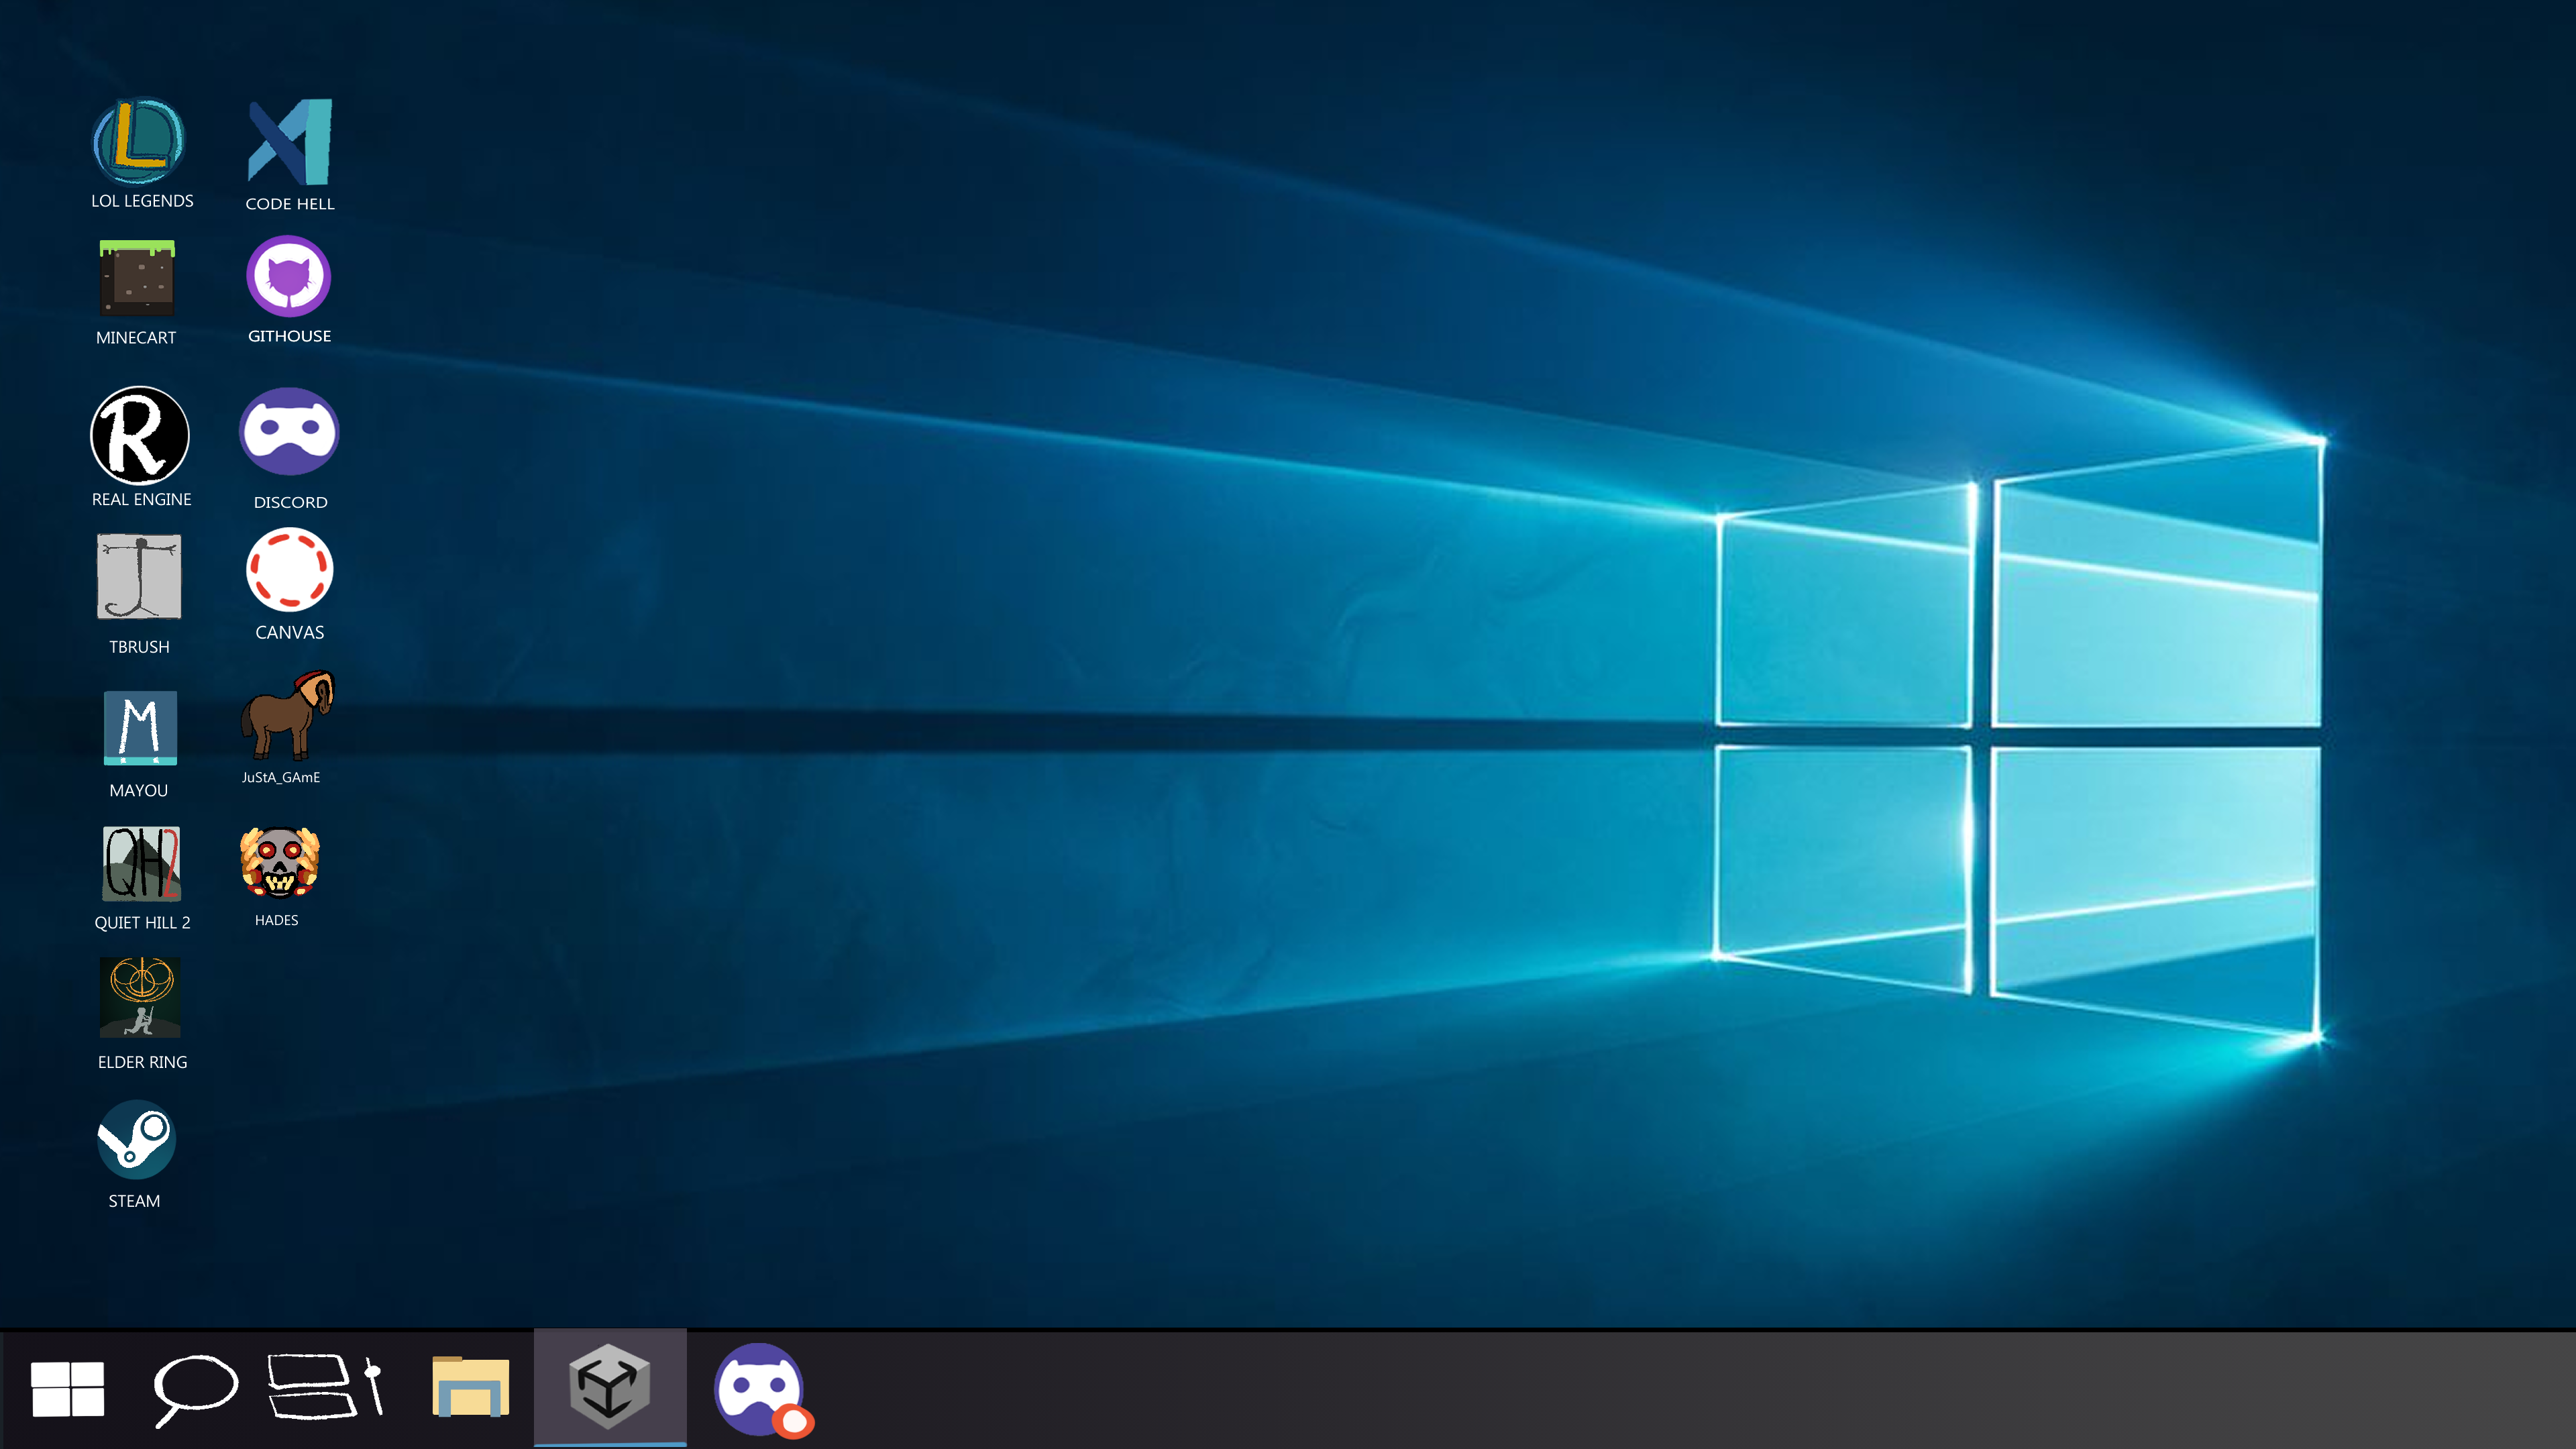 L
LOL LEGENDS
CODE HELL
MINECART
GITHOUSE
R
REAL ENGINE
DISCORD
TBRUSH
CANVAS
M
MAYOU
JuStA_GAmE
QH2
QUIET HILL 2
HADES
ELDER RING
STEAM